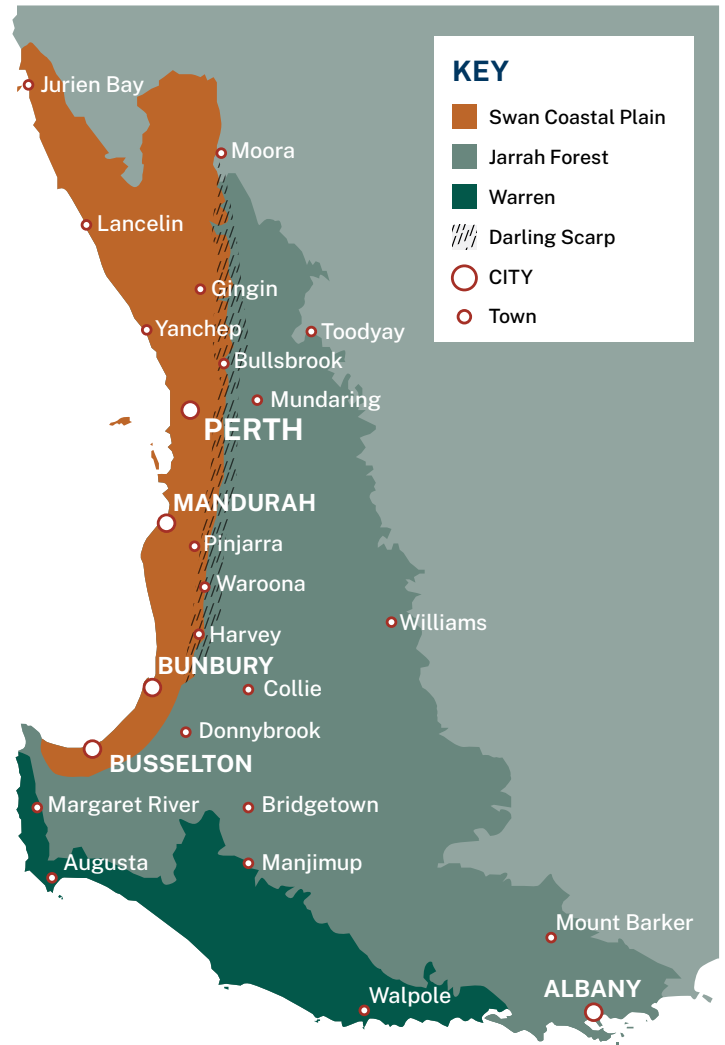 KEY
Swan Coastal Plain
Jarrah Forest
Warren
Darling Scarp
CITY
Town
Jurien Bay
Moora
Lancelin
Gingin
Yanchep
Toodyay
Bullsbrook
Mundaring
PERTH
MANDURAH
Pinjarra
Waroona
Williams
Harvey
BUNBURY
Collie
Donnybrook
BUSSELTON
Margaret River
Bridgetown
Augusta
Manjimup
Mount Barker
ALBANY
Walpole